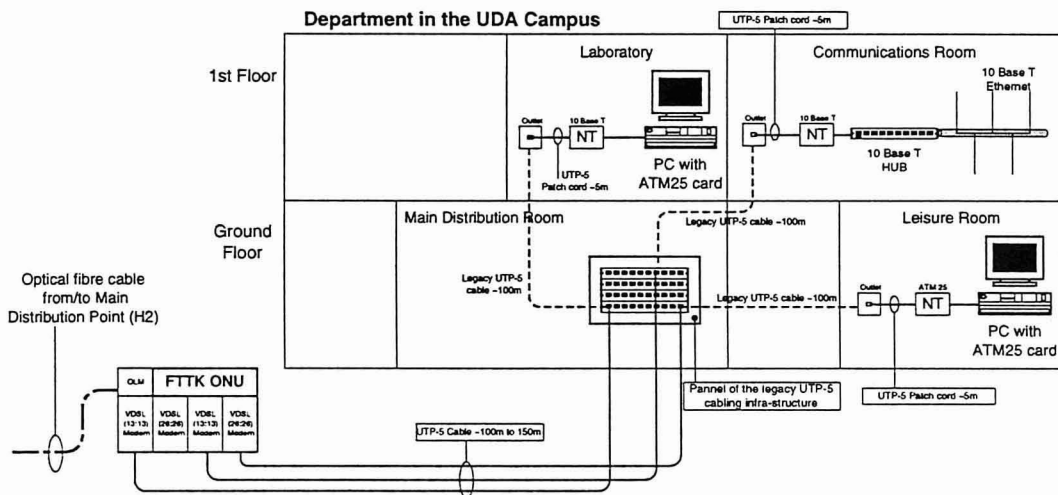 Department in the UDA Campus
UTP-5 Patch cord ~5m
1st Floor
Laboratory
Communications Room
10 Base T
Ethernet
Outlet
10 Base T
NT
UTP-5
Patch cord ~5m
PC with
ATM25 card
Outlet
10 Base T
NT
10 Base T
HUB
Ground
Floor
Main Distribution Room
Legacy UTP-5 cable ~100m
Leisure Room
Legacy UTP-5
cable ~100m
Legacy UTP-5 cable ~100m
Outlet
ATM 25
NT
PC with
ATM25 card
Optical fibre cable
from/to Main
Distribution Point (H2)
OLM
FTTK ONU
VDSL
(13:13)
Modem
VDSL
(26:26)
Modem
VDSL
(13:13)
Modem
VDSL
(26:26)
Modem
Pannel of the legacy UTP-5
cabling infra-structure
UTP-5 Patch cord ~5m
UTP-5 Cable ~100m to 150m